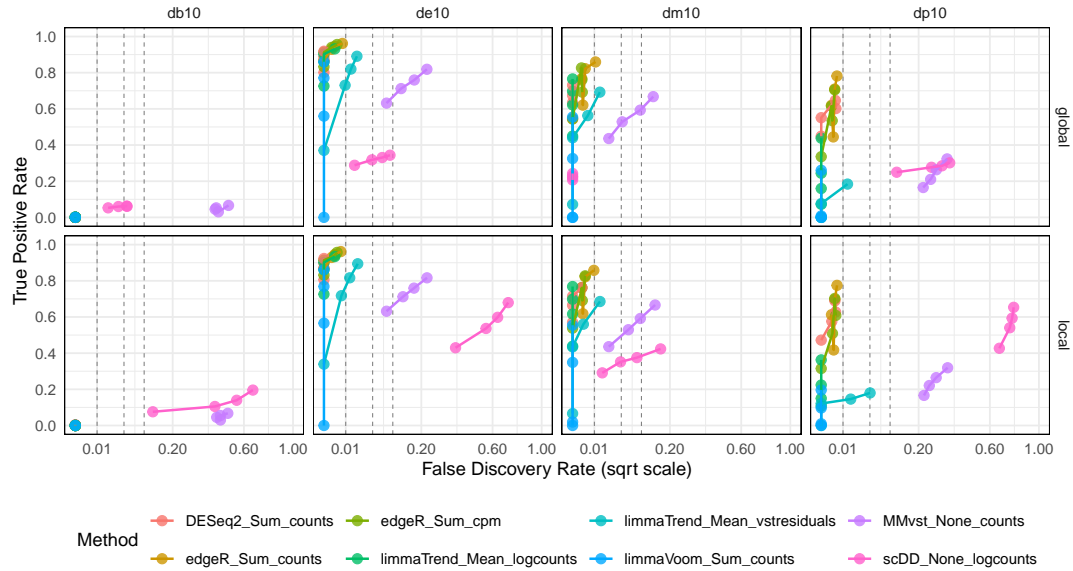 db10 de10 dm10 dp10
1.0
0.8
0.6
0.4
0.2
0.0
global
1.0
0.8
0.6
0.4
0.2
0.0
local
True Positive Rate
0.01 0.20 0.60 1.00 0.01 0.20 0.60 1.00 0.01 0.20 0.60 1.00 0.01 0.20 0.60 1.00
False Discovery Rate (sqrt scale)
Method
DESeq2_Sum_counts edgeR_Sum_cpm limmaTrend_Mean_vstresiduals MMvst_None_counts
edgeR_Sum_counts limmaTrend_Mean_logcounts limmaVoom_Sum_counts scDD_None_logcounts